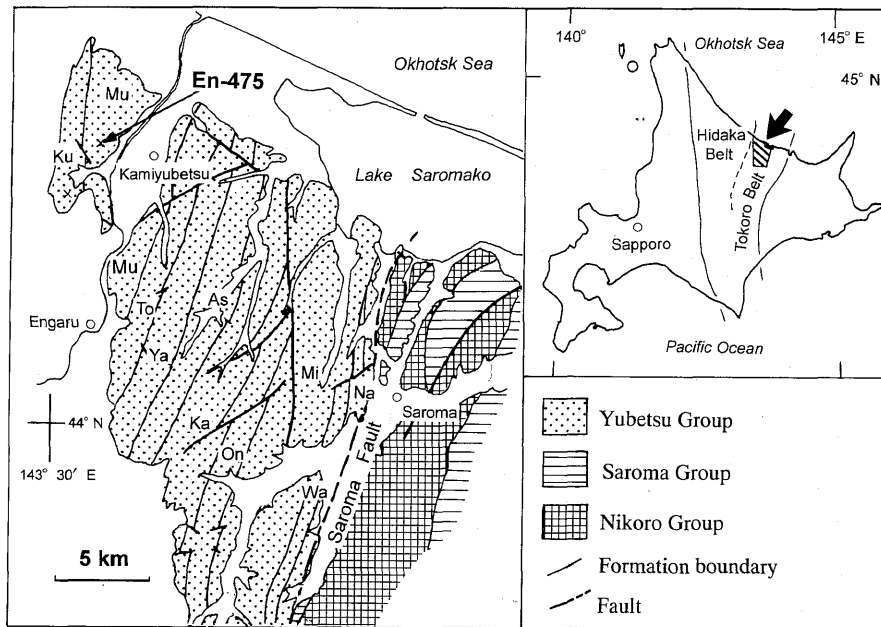 Okhotsk Sea
En-475
Mu
Ku
Kamiyubetsu
Lake Saromako
Mu
To
As
Engaru
Ya
Mi
Na
Saroma
Ka
44° N
On
143° 30′ E
Wa
Saroma Fault
5 km
140°
145° E
Okhotsk Sea
45° N
Hidaka
Belt
Tokoro Belt
Sapporo
Pacific Ocean
Yubetsu Group
Saroma Group
Nikoro Group
Formation boundary
Fault